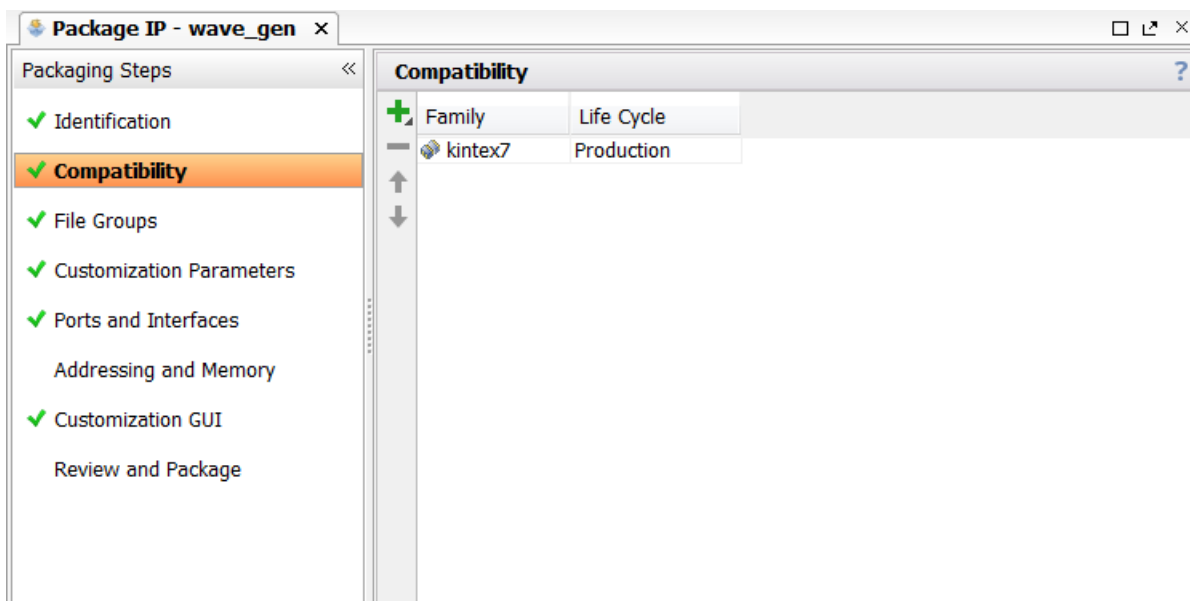 Package IP - wave_gen
Packaging Steps
Identification
Compatibility
File Groups
Customization Parameters
Ports and Interfaces
Addressing and Memory
Customization GUI
Review and Package
Compatibility
?
Family Life Cycle
kintex7 Production